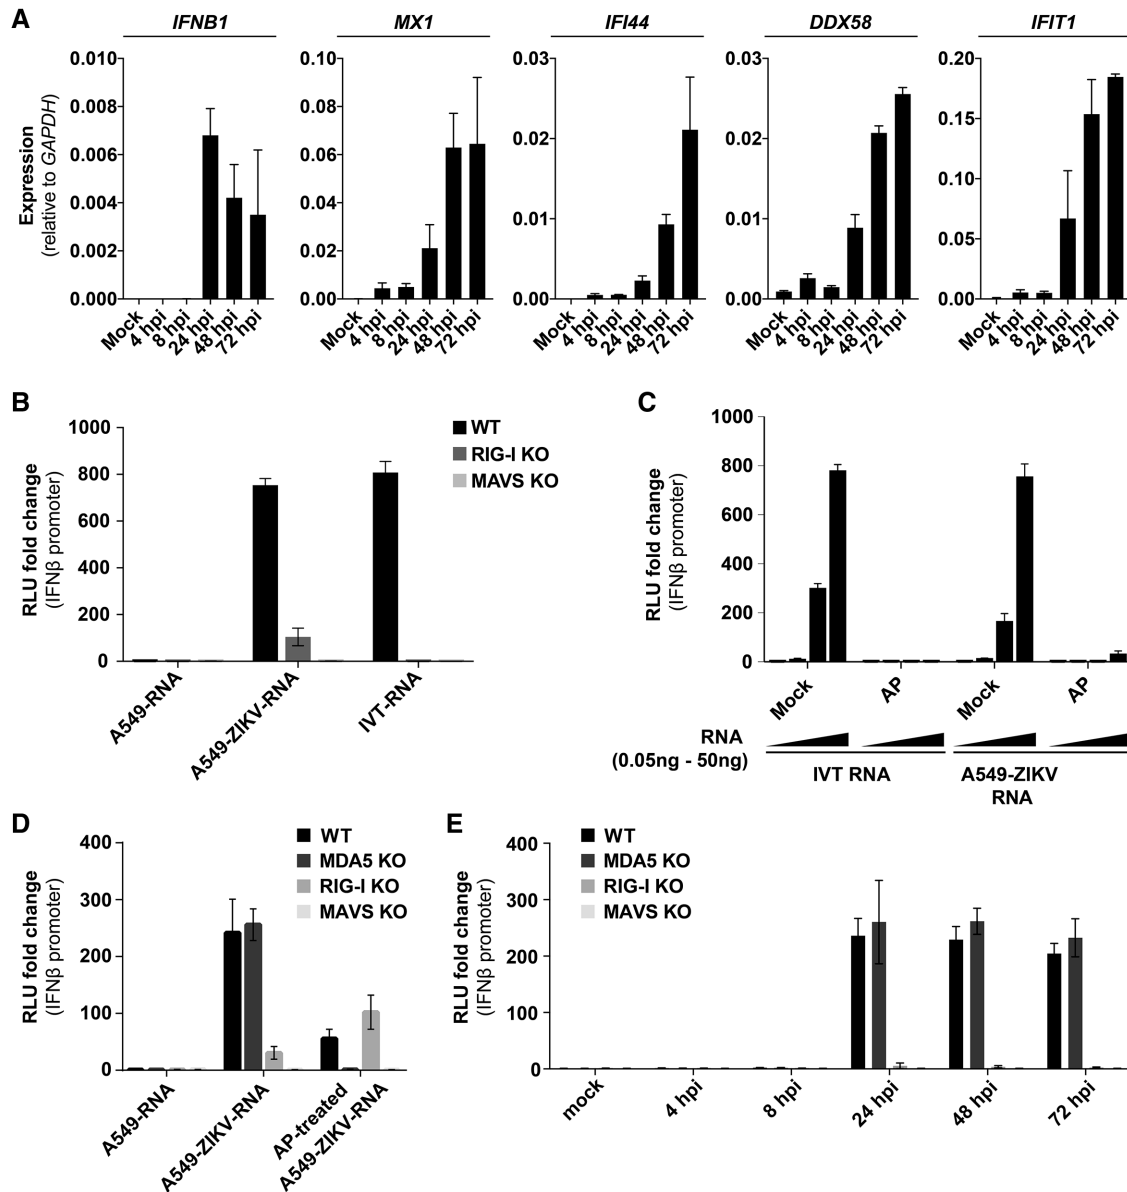 A
IFNB1
MX1
IFI44
DDX58
IFIT1
Expression
(relative to GAPDH)
0.010
0.008
0.006
0.004
0.002
0.000
0.10
0.08
0.06
0.04
0.02
0.00
0.03
0.02
0.01
0.00
0.03
0.02
0.01
0.00
0.20
0.15
0.10
0.05
0.00
Mock
4 hpi
8 hpi
24 hpi
48 hpi
72 hpi
Mock
4 hpi
8 hpi
24 hpi
48 hpi
72 hpi
Mock
4 hpi
8 hpi
24 hpi
48 hpi
72 hpi
Mock
4 hpi
8 hpi
24 hpi
48 hpi
72 hpi
Mock
4 hpi
8 hpi
24 hpi
48 hpi
72 hpi
B
RLU fold change
(IFNβ promoter)
1000
800
600
400
200
0
WT
RIG-I KO
MAVS KO
A549-RNA
A549-ZIKV-RNA
IVT-RNA
C
RLU fold change
(IFNβ promoter)
1000
800
600
400
200
0
Mock
AP
Mock
AP
RNA
(0.05ng - 50ng)
IVT RNA
A549-ZIKV
RNA
D
RLU fold change
(IFNβ promoter)
400
300
200
100
0
WT
MDA5 KO
RIG-I KO
MAVS KO
A549-RNA
A549-ZIKV-RNA
AP-treated
A549-ZIKV-RNA
E
RLU fold change
(IFNβ promoter)
400
300
200
100
0
WT
MDA5 KO
RIG-I KO
MAVS KO
mock
4 hpi
8 hpi
24 hpi
48 hpi
72 hpi